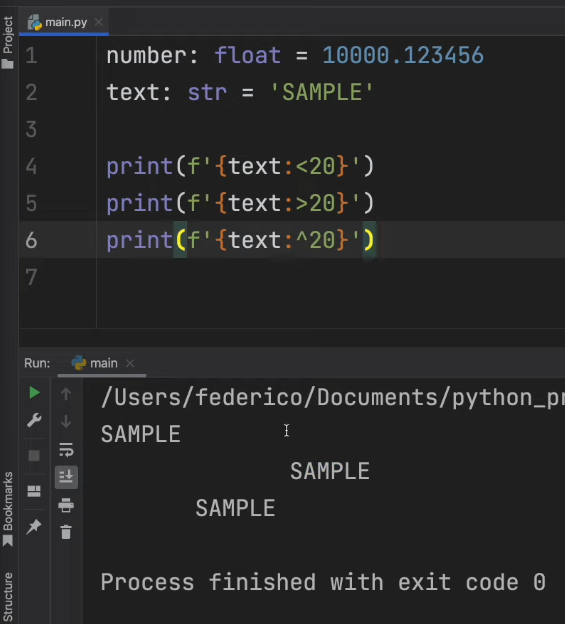 Project
main.py
1 number: float = 10000.123456
2 text: str = 'SAMPLE'
3
4 print(f'{text:<20}')
5 print(f'{text:>20}')
6 print(f'{text:^20}')
7
Run: main
/Users/federico/Documents/python_pr
SAMPLE
              SAMPLE
       SAMPLE
Process finished with exit code 0
Bookmarks
Structure